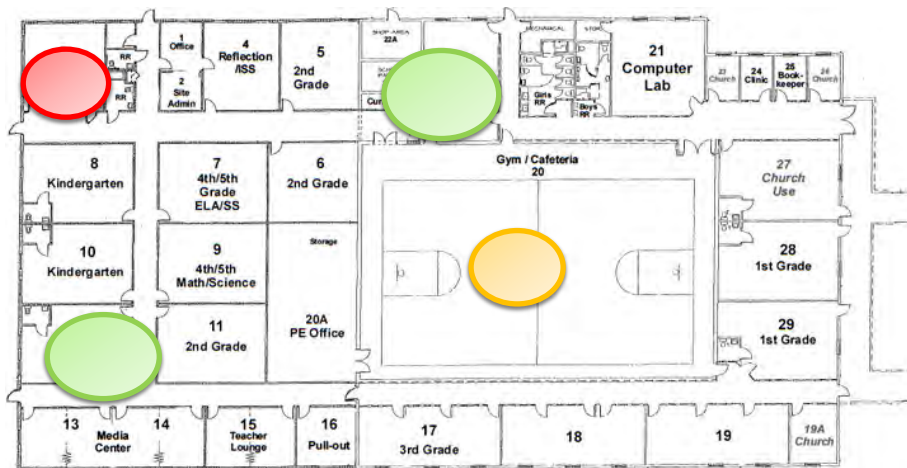 RR
RR
1
Office
2
Site
Admin
4
Reflection
/ISS
5
2nd
Grade
SHOP AREA
22A
MECHANICAL
Girls
RR
Boys
RR
21
Computer
Lab
23
Church
24
Clinic
25
Book-
keeper
26
Church
8
Kindergarten
7
4th/5th
Grade
ELA/SS
6
2nd Grade
Gym / Cafeteria
20
27
Church
Use
10
Kindergarten
9
4th/5th
Math/Science
Storage
28
1st Grade
11
2nd Grade
20A
PE Office
29
1st Grade
13
14
Media
Center
15
Teacher
Lounge
16
Pull-out
17
3rd Grade
18
19
19A
Church